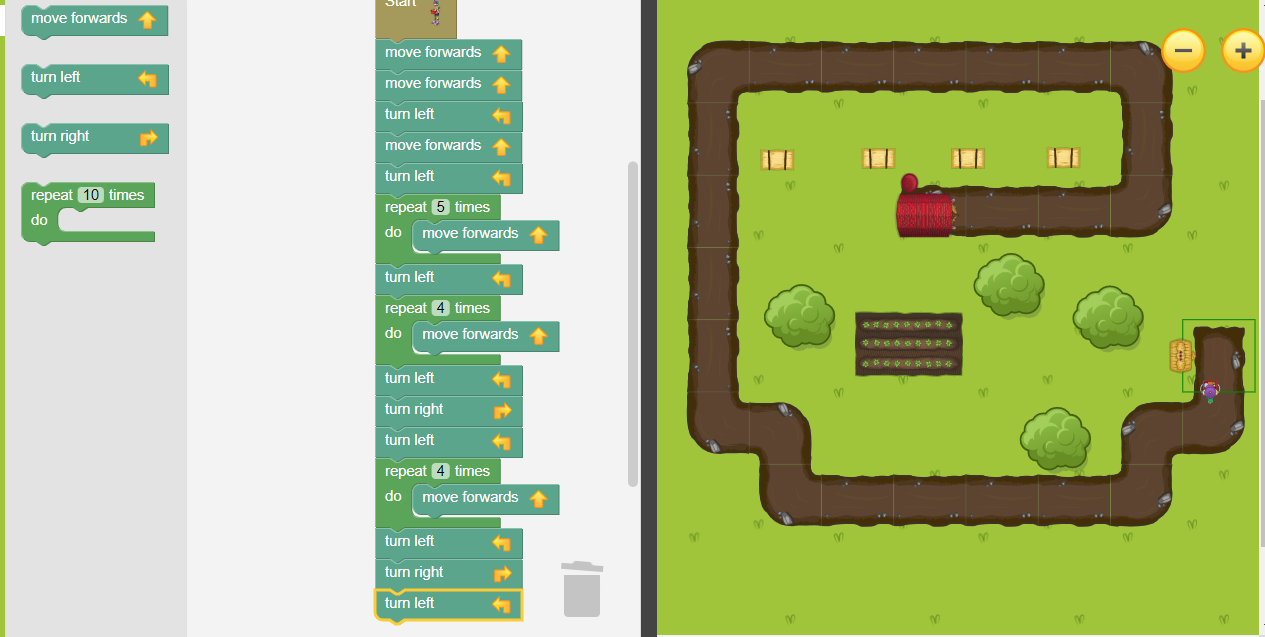 move forwards
turn left
turn right
repeat 10 times
do
Start
move forwards
move forwards
turn left
move forwards
turn left
repeat 5 times
do move forwards
turn left
repeat 4 times
do move forwards
turn left
turn right
turn left
repeat 4 times
do move forwards
turn left
turn right
turn left